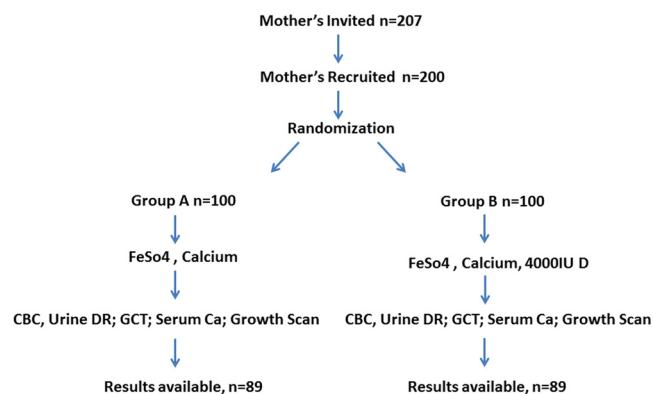 Mother's Invited n=207
Mother's Recruited n=200
Randomization
Group A n=100
Group B n=100
FeSo4 , Calcium
FeSo4 , Calcium, 4000IU D
CBC, Urine DR; GCT; Serum Ca; Growth Scan
CBC, Urine DR; GCT; Serum Ca; Growth Scan
Results available, n=89
Results available, n=89